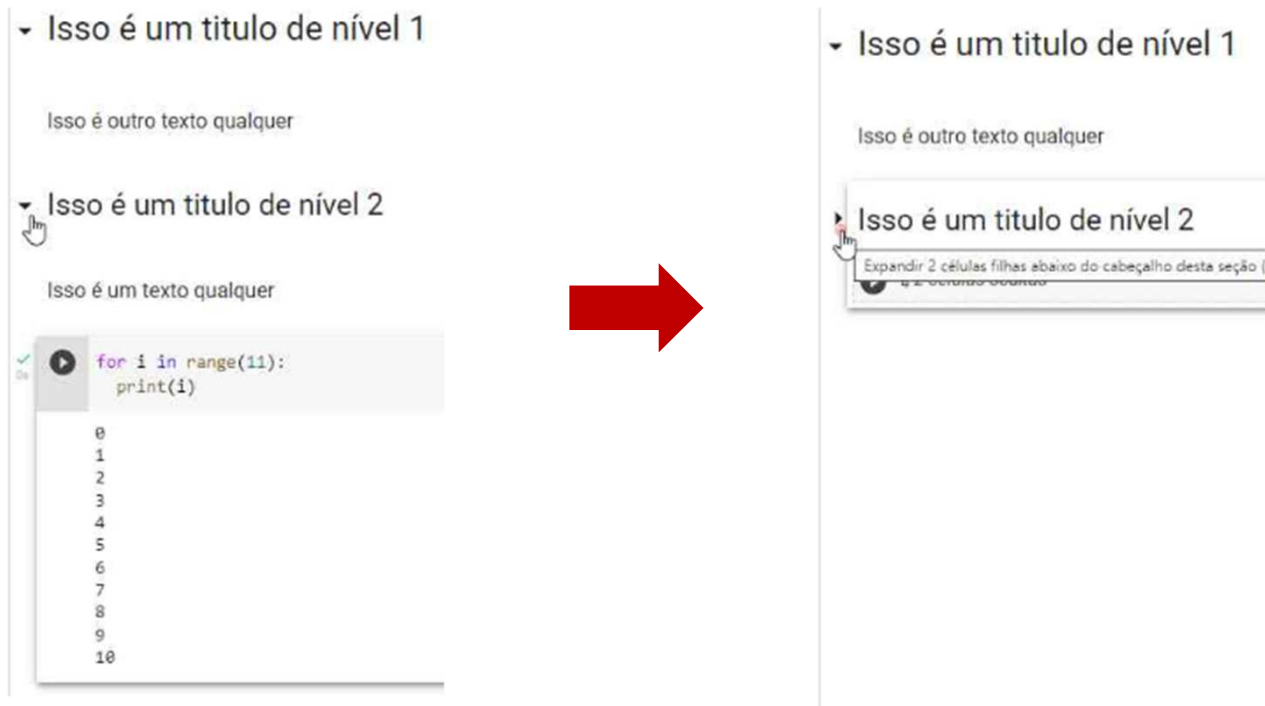 Isso é um titulo de nível 1
Isso é outro texto qualquer
Isso é um titulo de nível 2
Isso é um texto qualquer
for i in range(11):
  print(i)
0s
0
1
2
3
4
5
6
7
8
9
10
Isso é um titulo de nível 1
Isso é outro texto qualquer
Isso é um titulo de nível 2
Expandir 2 células filhas abaixo do cabeçalho desta seção (